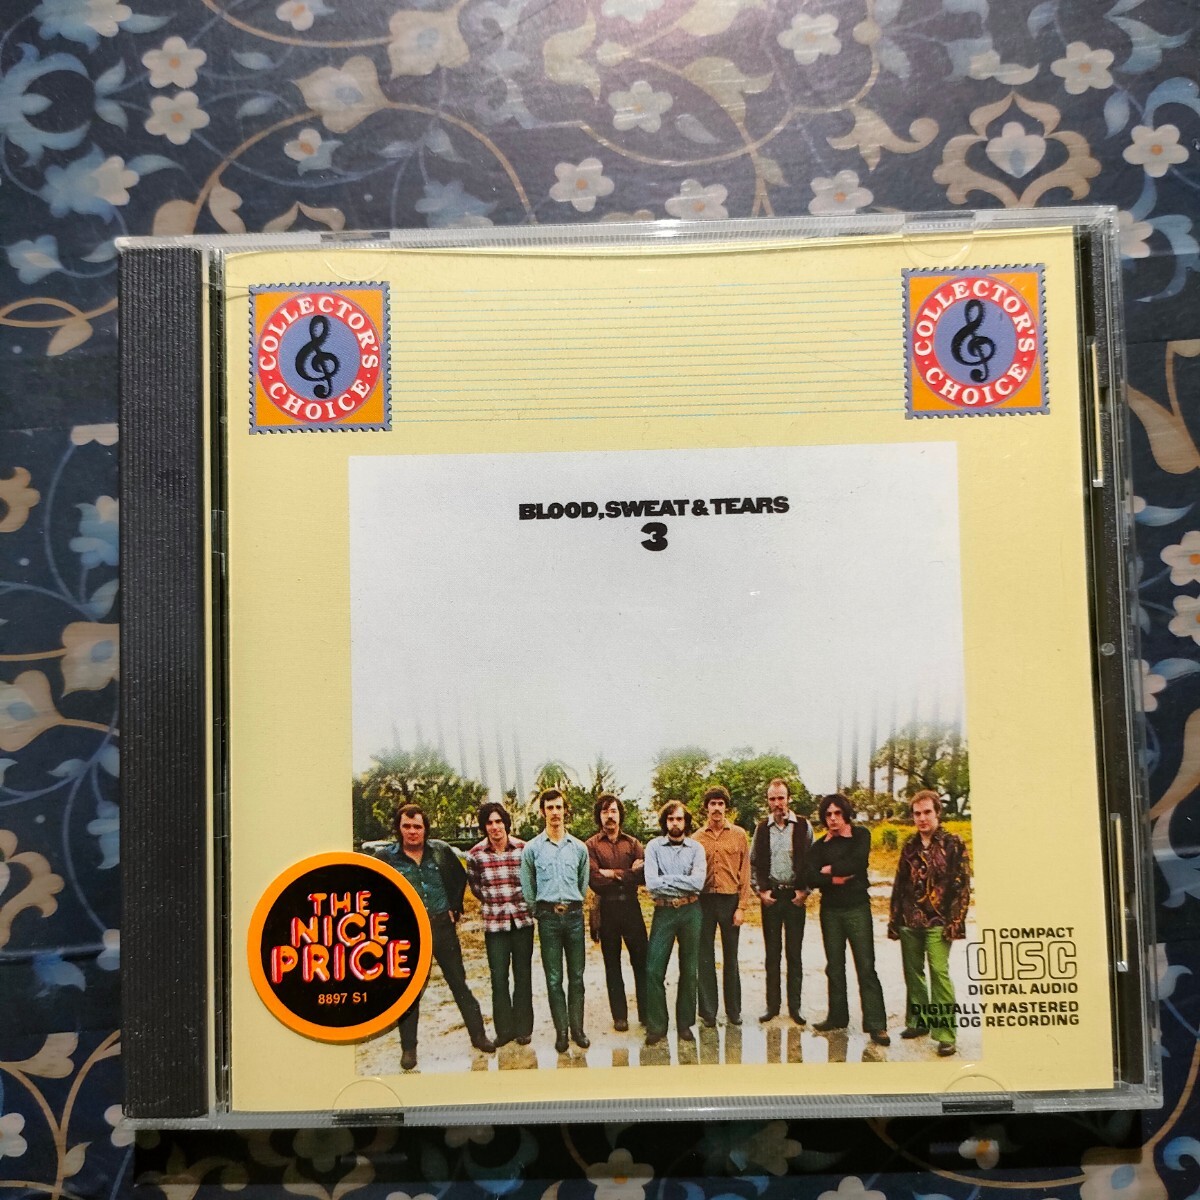 COLLECTOR'S
CHOICE
COLLECTOR'S
CHOICE
BLOOD, SWEAT & TEARS
3
THE
NICE
PRICE
8897 S1
COMPACT
disc
DIGITAL AUDIO
DIGITALLY MASTERED
ANALOG RECORDING